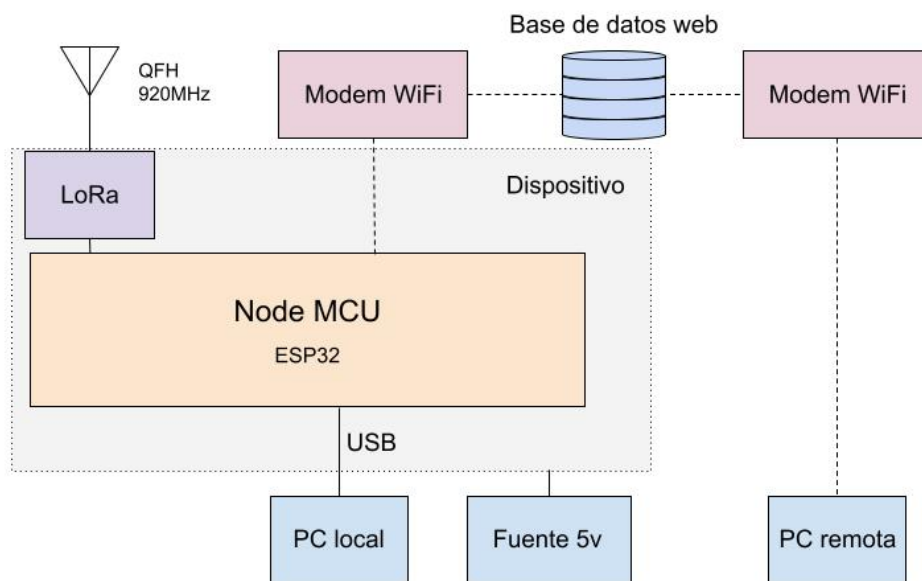 Base de datos web
QFH
920MHz
Modem WiFi
Modem WiFi
LoRa
Dispositivo
Node MCU
ESP32
USB
PC local
Fuente 5v
PC remota